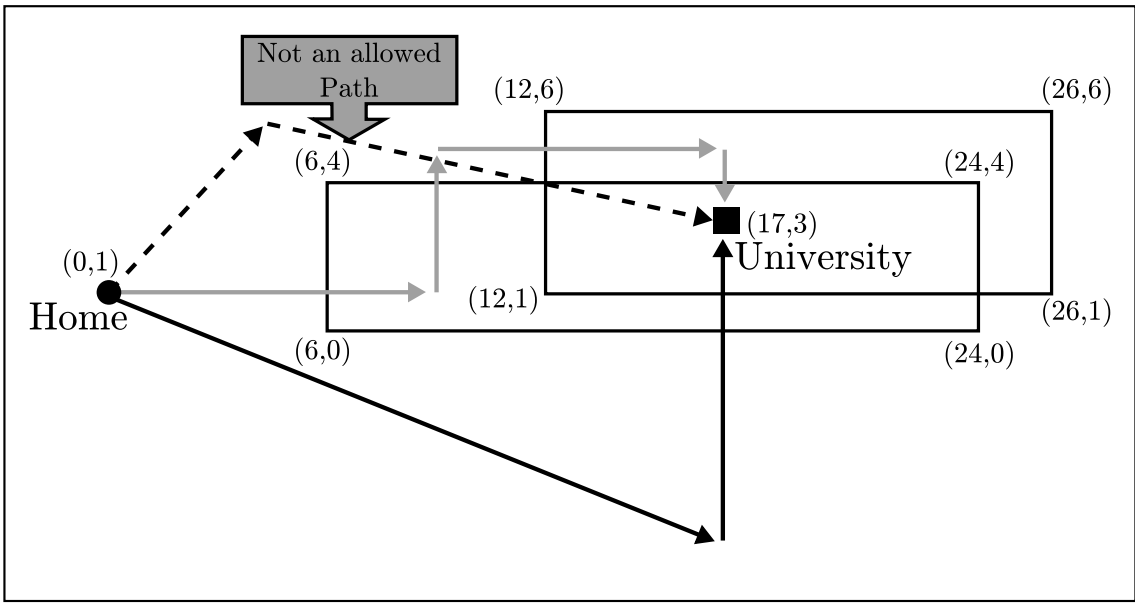 Not an allowed
Path
(12,6)
(26,6)
(6,4)
(24,4)
(17,3)
University
(0,1)
Home
(12,1)
(26,1)
(6,0)
(24,0)